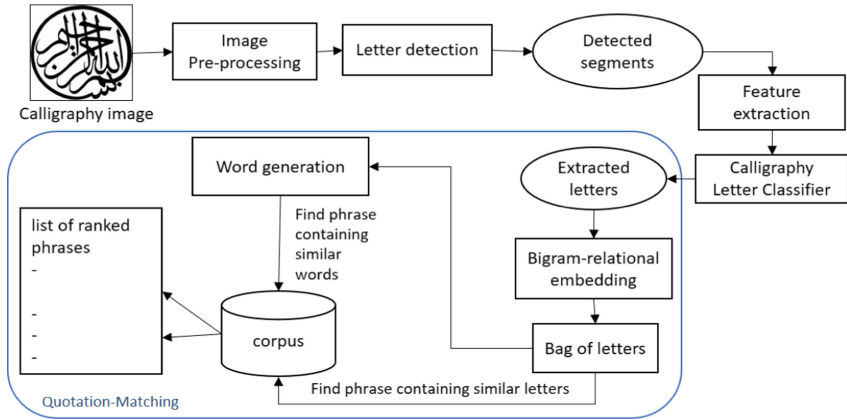 Calligraphy image
Image
Pre-processing
Letter detection
Detected
segments
Feature
extraction
Calligraphy
Letter Classifier
Extracted
letters
Bigram-relational
embedding
Bag of letters
Word generation
Find phrase
containing
similar
words
Find phrase containing similar letters
corpus
list of ranked
phrases
-
-
-
-
Quotation-Matching